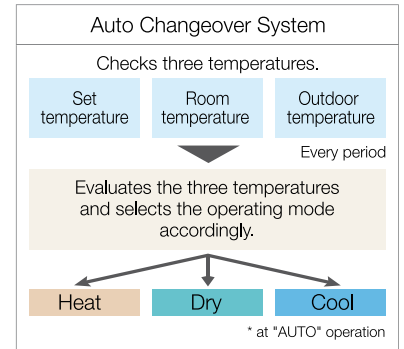 Auto Changeover System
Checks three temperatures.
Set
temperature
Room
temperature
Outdoor
temperature
Every period
Evaluates the three temperatures
and selects the operating mode
accordingly.
Heat
Dry
Cool
* at "AUTO" operation